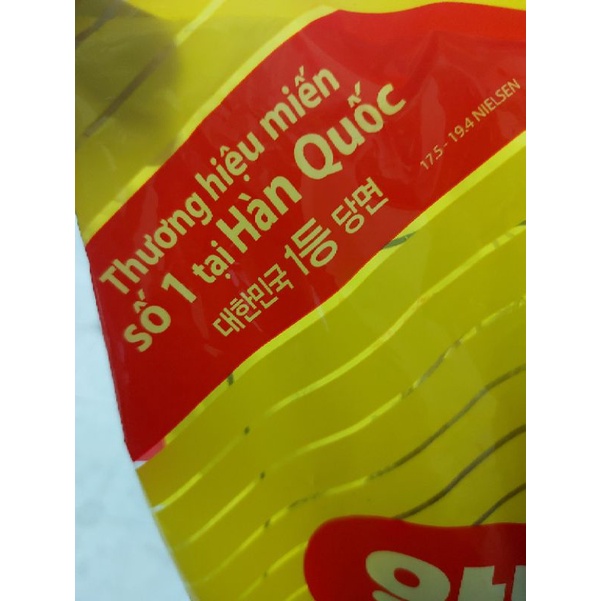 Thương hiệu miến
số 1 tại Hàn Quốc
대한민국 1등 당면
17.5 - 19.4 NIELSEN